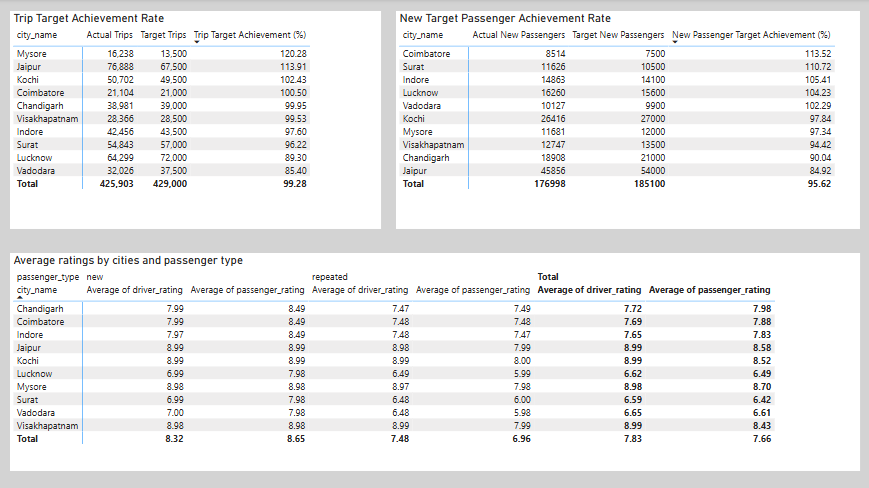 Trip Target Achievement Rate
city_name Actual Trips Target Trips Trip Target Achievement (%)
Mysore 16,238 13,500 120.28
Jaipur 76,888 67,500 113.91
Kochi 50,702 49,500 102.43
Coimbatore 21,104 21,000 100.50
Chandigarh 38,981 39,000 99.95
Visakhapatnam 28,366 28,500 99.53
Indore 42,456 43,500 97.60
Surat 54,843 57,000 96.22
Lucknow 64,299 72,000 89.30
Vadodara 32,026 37,500 85.40
Total 425,903 429,000 99.28
New Target Passenger Achievement Rate
city_name Actual New Passengers Target New Passengers New Passenger Target Achievement (%)
Coimbatore 8514 7500 113.52
Surat 11626 10500 110.72
Indore 14863 14100 105.41
Lucknow 16260 15600 104.23
Vadodara 10127 9900 102.29
Kochi 26416 27000 97.84
Mysore 11681 12000 97.34
Visakhapatnam 12747 13500 94.42
Chandigarh 18908 21000 90.04
Jaipur 45856 54000 84.92
Total 176998 185100 95.62
Average ratings by cities and passenger type
passenger_type new repeated Total
city_name Average of driver_rating Average of passenger_rating Average of driver_rating Average of passenger_rating Average of driver_rating Average of passenger_rating
Chandigarh 7.99 8.49 7.47 7.49 7.72 7.98
Coimbatore 7.99 8.49 7.48 7.48 7.69 7.88
Indore 7.97 8.49 7.48 7.47 7.65 7.83
Jaipur 8.99 8.99 8.98 7.99 8.99 8.58
Kochi 8.99 8.99 8.99 8.00 8.99 8.52
Lucknow 6.99 7.98 6.49 5.99 6.62 6.49
Mysore 8.98 8.98 8.97 7.98 8.98 8.70
Surat 6.99 7.98 6.48 6.00 6.59 6.42
Vadodara 7.00 7.98 6.48 5.98 6.65 6.61
Visakhapatnam 8.98 8.98 8.99 7.99 8.99 8.43
Total 8.32 8.65 7.48 6.96 7.83 7.66